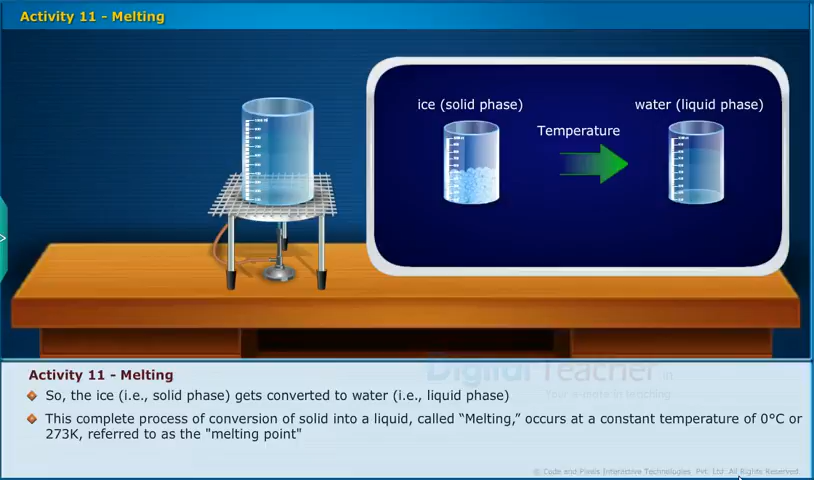 Activity 11 - Melting
ice (solid phase)
water (liquid phase)
Temperature
Activity 11 - Melting
So, the ice (i.e., solid phase) gets converted to water (i.e., liquid phase)
This complete process of conversion of solid into a liquid, called “Melting,” occurs at a constant temperature of 0°C or
273K, referred to as the "melting point"
Digital Teacher
© Code and Pixels Interactive Technologies. Pvt. Ltd. All Rights Reserved.